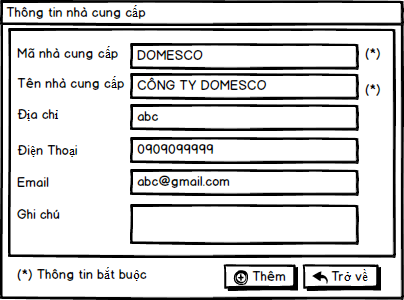 Thông tin nhà cung cấp
Mã nhà cung cấp DOMESCO (*)
Tên nhà cung cấp CÔNG TY DOMESCO (*)
Địa chỉ abc
Điện Thoại 0909099999
Email abc@gmail.com
Ghi chú
(*) Thông tin bắt buộc Thêm Trở về